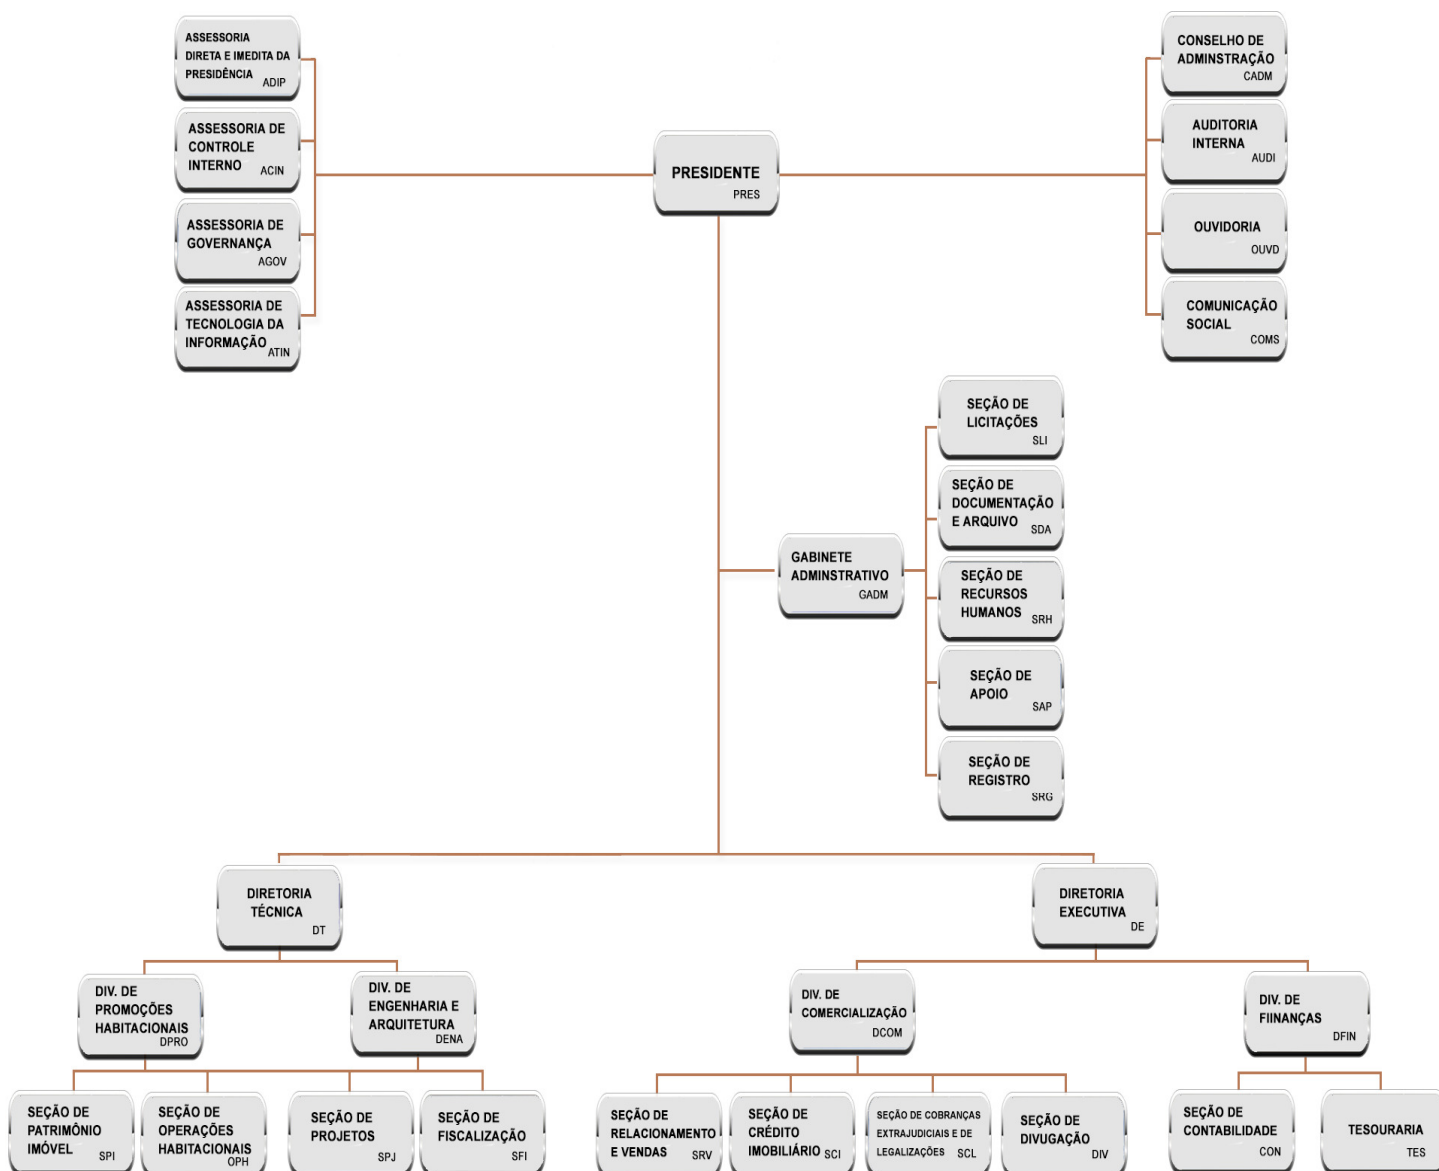 ASSESSORIA
DIRETA E IMEDITA DA
PRESIDÊNCIA
ADIP
ASSESSORIA DE
CONTROLE
INTERNO
ACIN
ASSESSORIA DE
GOVERNANÇA
AGOV
ASSESSORIA DE
TECNOLOGIA DA
INFORMAÇÃO
ATIN
PRESIDENTE
PRES
CONSELHO DE
ADMINSTRAÇÃO
CADM
AUDITORIA
INTERNA
AUDI
OUVIDORIA
OUVD
COMUNICAÇÃO
SOCIAL
COMS
GABINETE
ADMINSTRATIVO
GADM
SEÇÃO DE
LICITAÇÕES
SLI
SEÇÃO DE
DOCUMENTAÇÃO
E ARQUIVO
SDA
SEÇÃO DE
RECURSOS
HUMANOS
SRH
SEÇÃO DE
APOIO
SAP
SEÇÃO DE
REGISTRO
SRG
DIRETORIA
TÉCNICA
DT
DIRETORIA
EXECUTIVA
DE
DIV. DE
PROMOÇÕES
HABITACIONAIS
DPRO
DIV. DE
ENGENHARIA E
ARQUITETURA
DENA
DIV. DE
COMERCIALIZAÇÃO
DCOM
DIV. DE
FIINANÇAS
DFIN
SEÇÃO DE
PATRIMÔNIO
IMÓVEL
SPI
SEÇÃO DE
OPERAÇÕES
HABITACIONAIS
OPH
SEÇÃO DE
PROJETOS
SPJ
SEÇÃO DE
FISCALIZAÇÃO
SFI
SEÇÃO DE
RELACIONAMENTO
E VENDAS
SRV
SEÇÃO DE
CRÉDITO
IMOBILIÁRIO
SCI
SEÇÃO DE COBRANÇAS
EXTRAJUDICIAIS E DE
LEGALIZAÇÕES
SCL
SEÇÃO DE
DIVUGAÇÃO
DIV
SEÇÃO DE
CONTABILIDADE
CON
TESOURARIA
TES